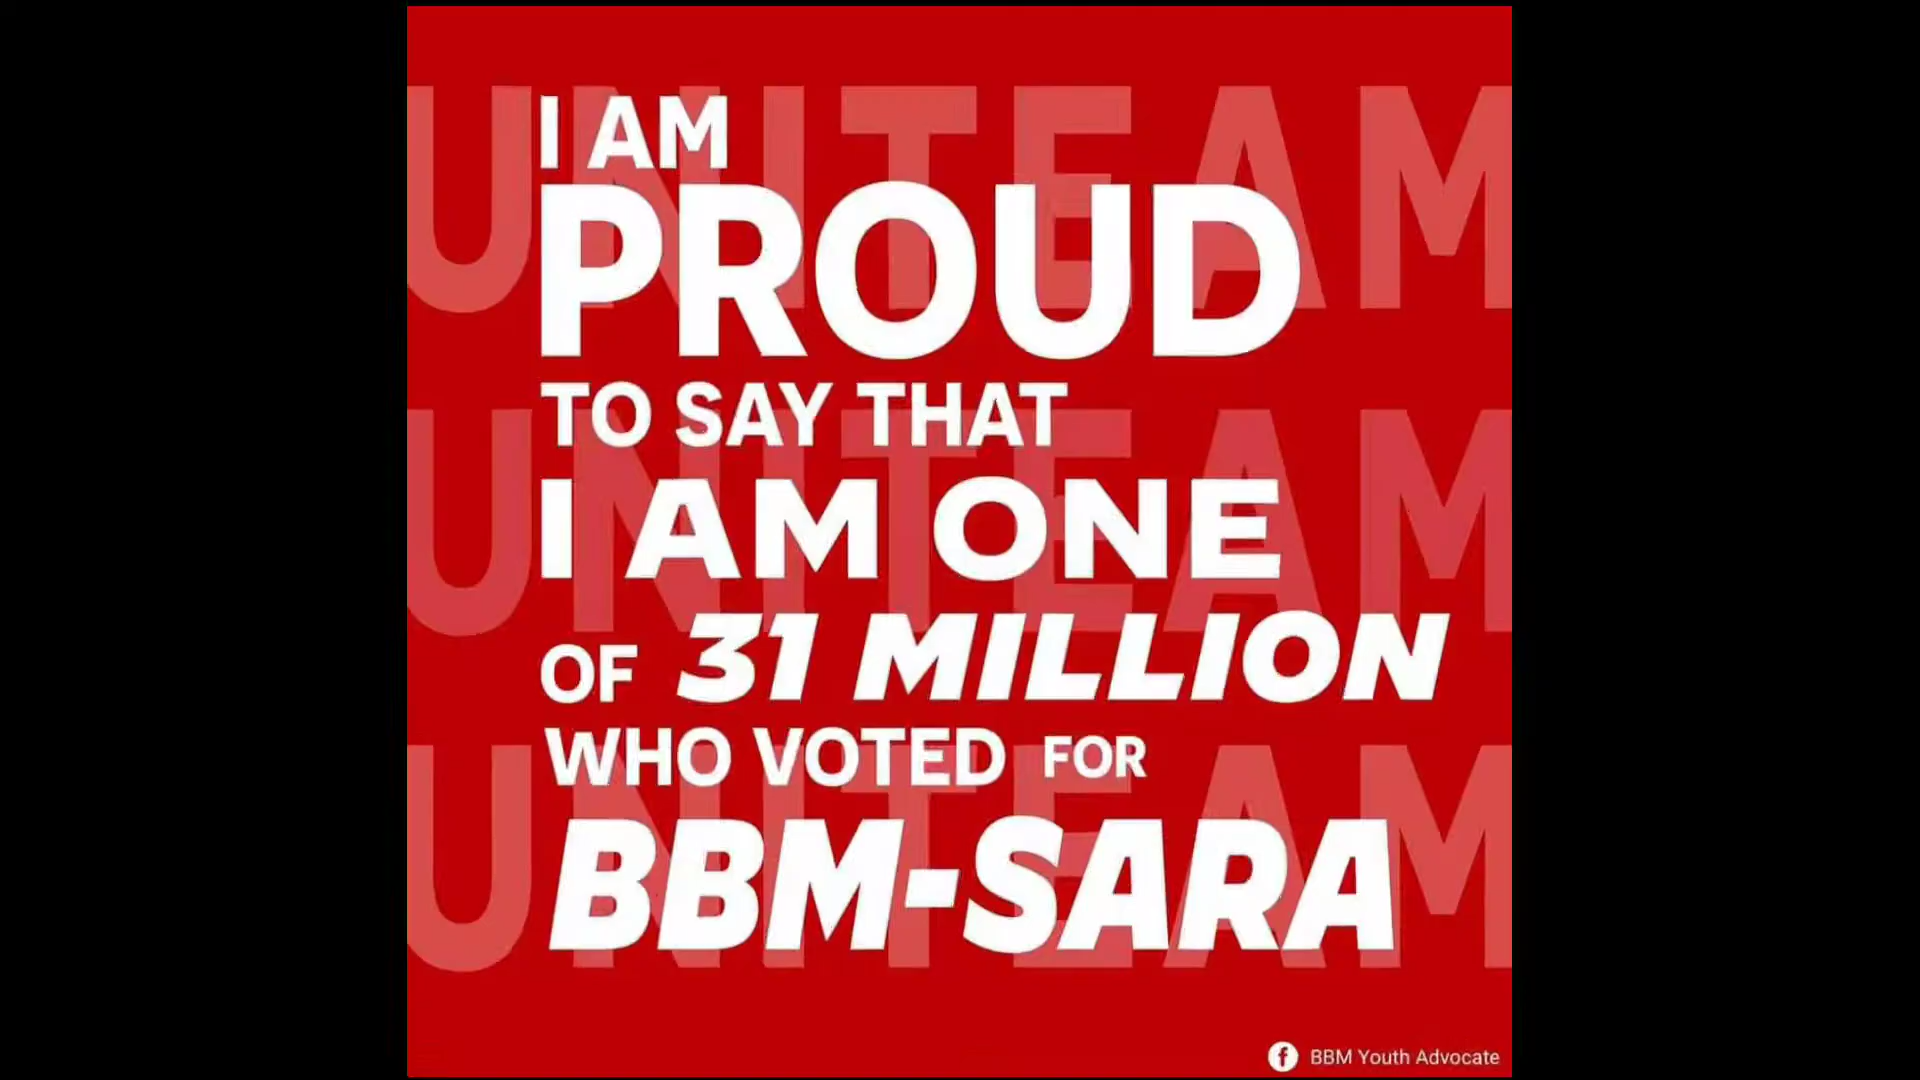 UNITEAM
I AM
PROUD
TO SAY THAT
UNITEAM
I AM ONE
OF 31 MILLION
WHO VOTED FOR
UNITEAM
BBM-SARA
BBM Youth Advocate